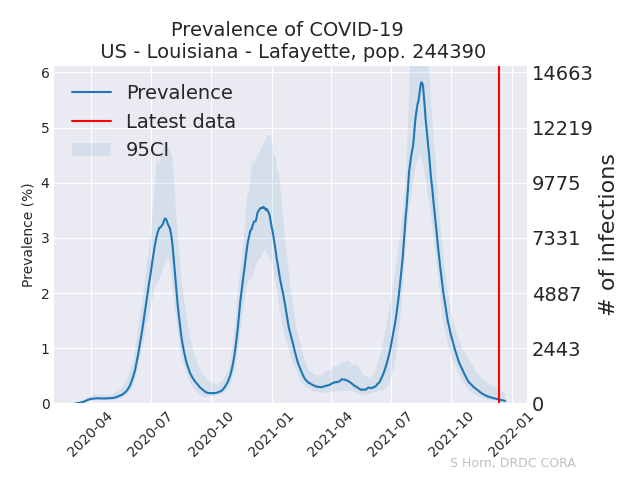 Prevalence of COVID-19
US - Louisiana - Lafayette, pop. 244390
Prevalence
Latest data
95CI
Prevalence (%)
6
5
4
3
2
1
0
14663
12219
9775
7331
4887
2443
0
# of infections
2020-04
2020-07
2020-10
2021-01
2021-04
2021-07
2021-10
2022-01
S Horn, DRDC CORA